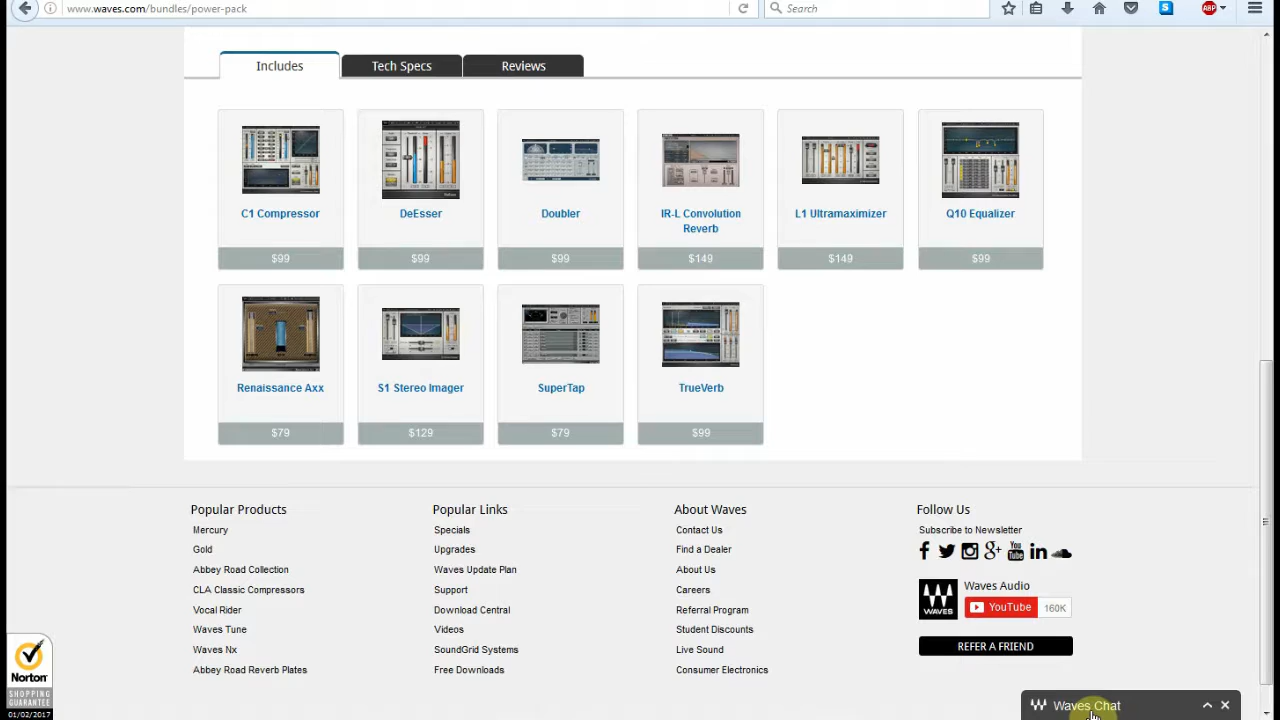 www.waves.com/bundles/power-pack
Search
ABP
Includes
Tech Specs
Reviews
C1 Compressor
DeEsser
Doubler
IR-L Convolution
Reverb
L1 Ultramaximizer
Q10 Equalizer
$99
$99
$99
$149
$149
$99
Renaissance Axx
S1 Stereo Imager
SuperTap
TrueVerb
$79
$129
$79
$99
Popular Products
Mercury
Gold
Abbey Road Collection
CLA Classic Compressors
Vocal Rider
Waves Tune
Waves Nx
Abbey Road Reverb Plates
Popular Links
Specials
Upgrades
Waves Update Plan
Support
Download Central
Videos
SoundGrid Systems
Free Downloads
About Waves
Contact Us
Find a Dealer
About Us
Careers
Referral Program
Student Discounts
Live Sound
Consumer Electronics
Follow Us
Subscribe to Newsletter
WAVES
Waves Audio
YouTube 160K
REFER A FRIEND
Norton
SHOPPING
GUARANTEE
01/02/2017
Waves Chat